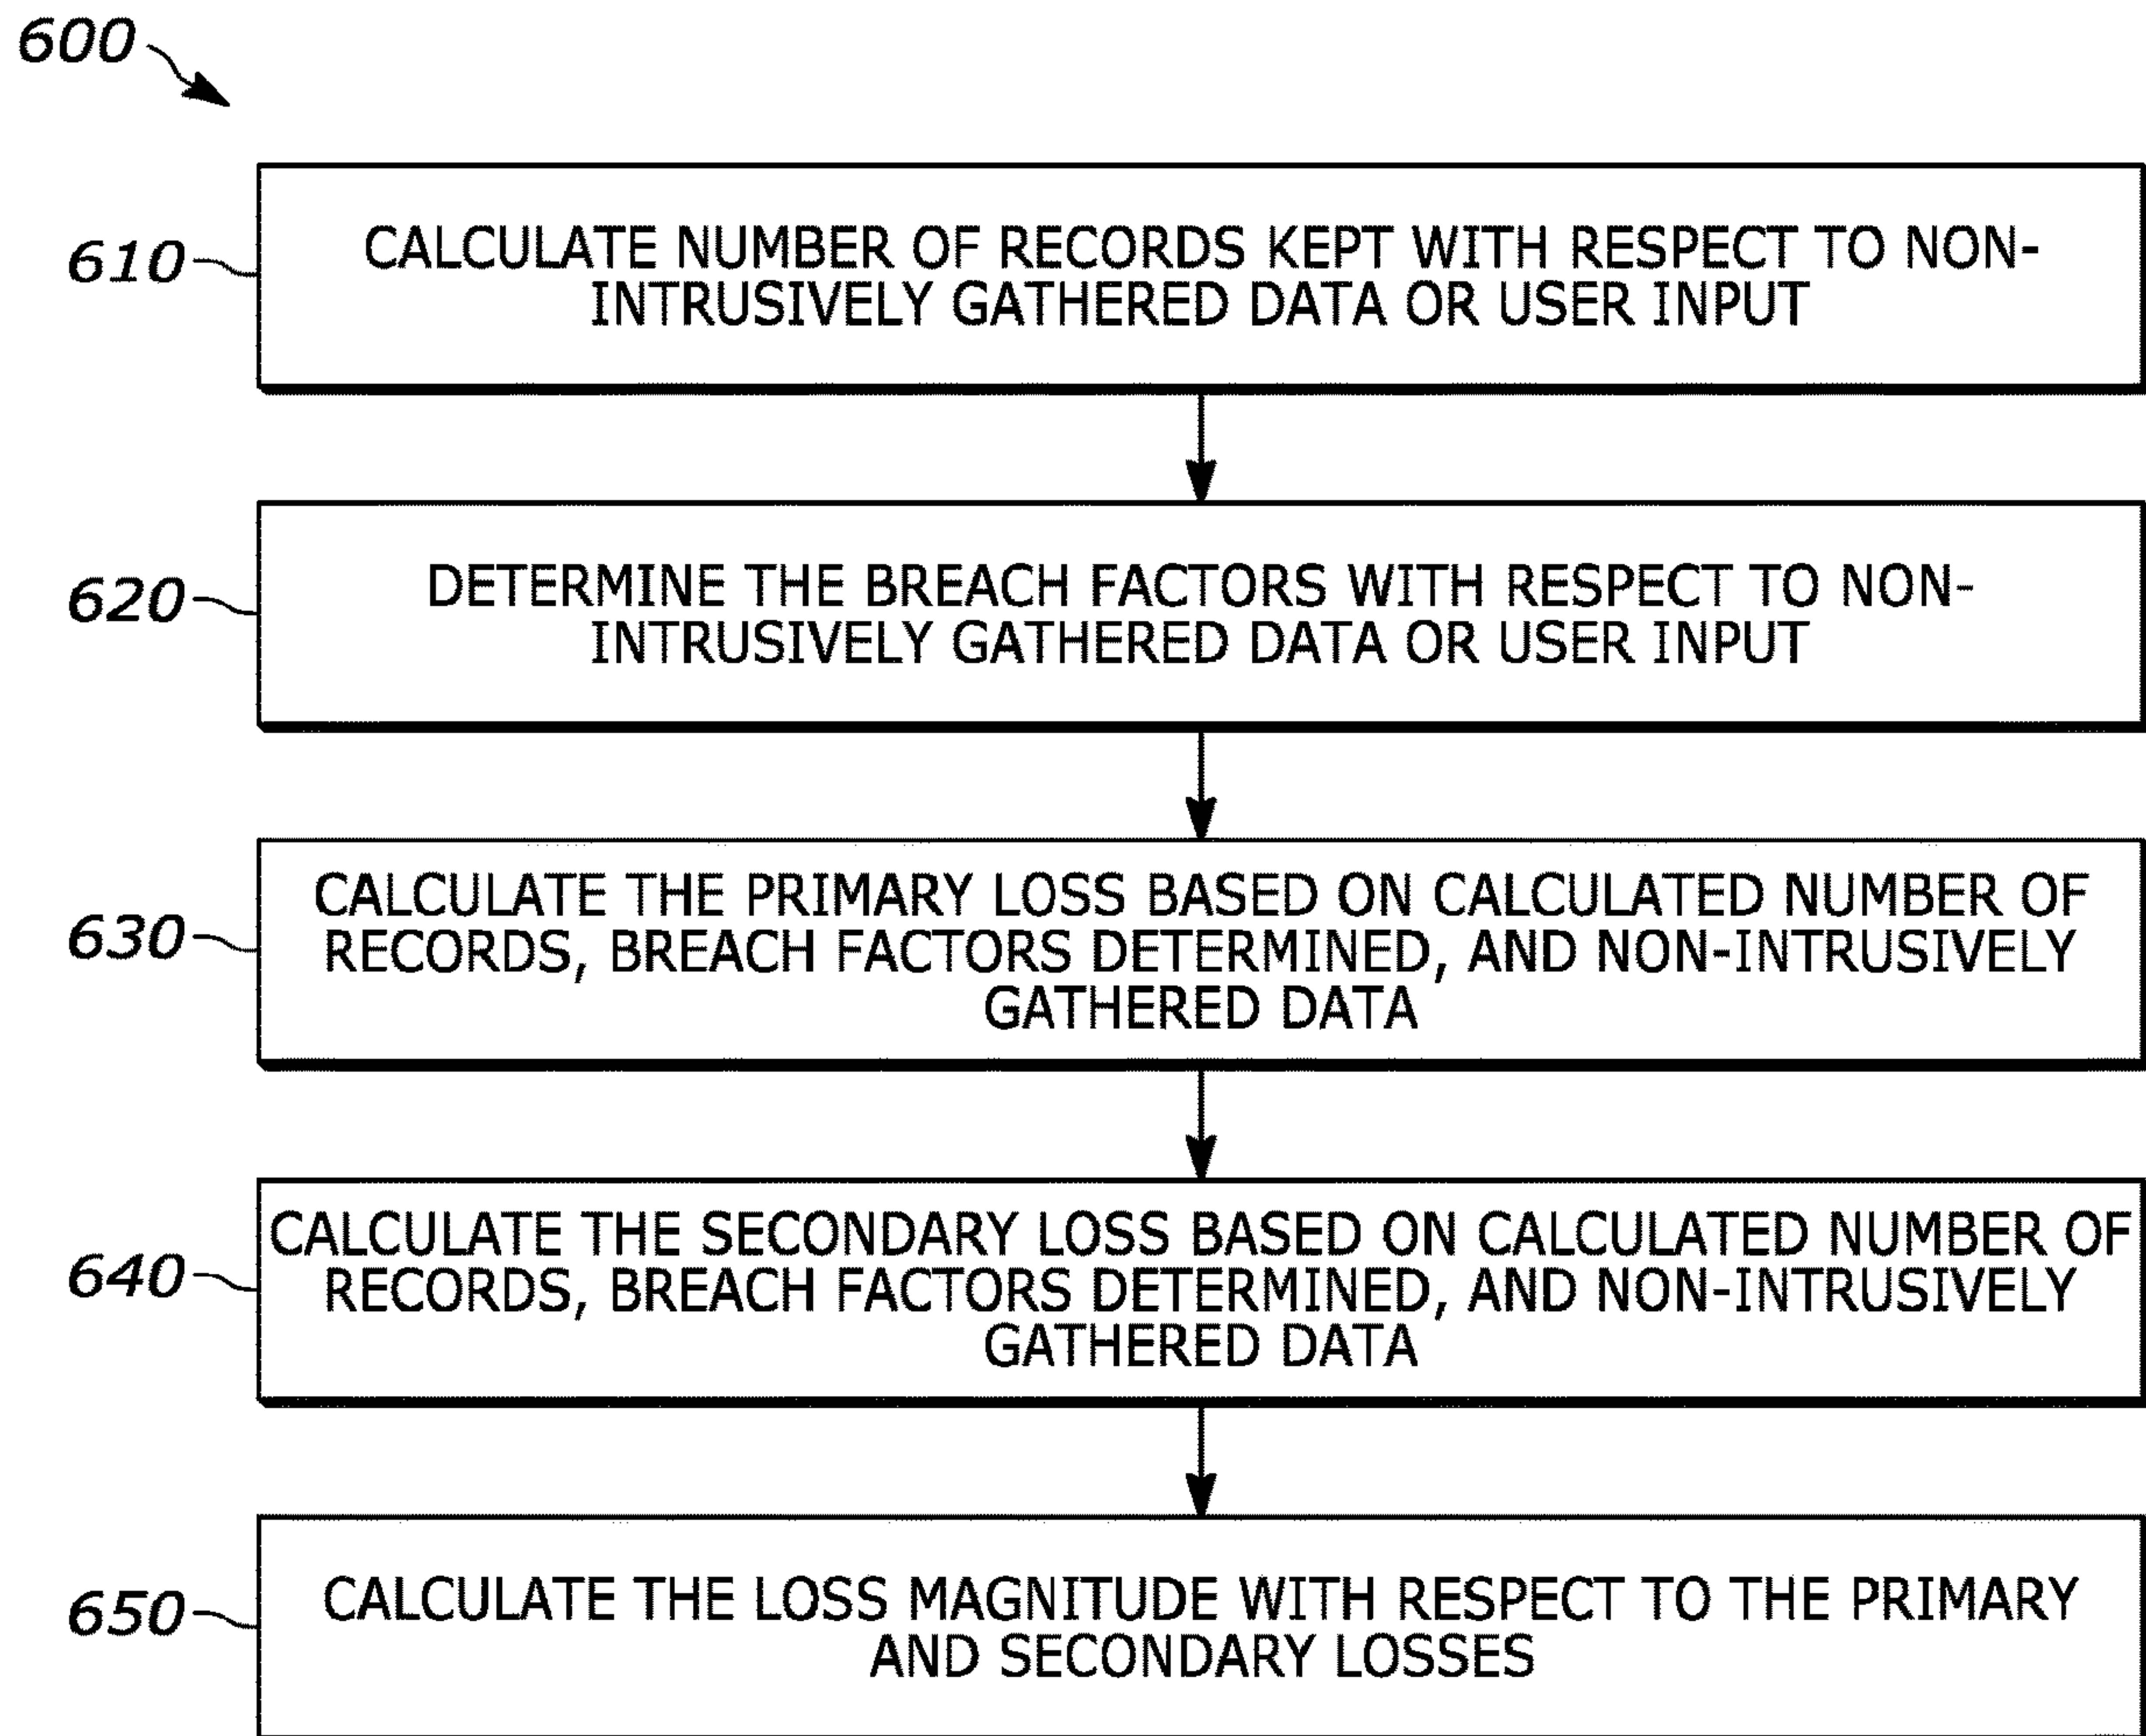 600
610
CALCULATE NUMBER OF RECORDS KEPT WITH RESPECT TO NON-
INTRUSIVELY GATHERED DATA OR USER INPUT
620
DETERMINE THE BREACH FACTORS WITH RESPECT TO NON-
INTRUSIVELY GATHERED DATA OR USER INPUT
630
CALCULATE THE PRIMARY LOSS BASED ON CALCULATED NUMBER OF
RECORDS, BREACH FACTORS DETERMINED, AND NON-INTRUSIVELY
GATHERED DATA
640
CALCULATE THE SECONDARY LOSS BASED ON CALCULATED NUMBER OF
RECORDS, BREACH FACTORS DETERMINED, AND NON-INTRUSIVELY
GATHERED DATA
650
CALCULATE THE LOSS MAGNITUDE WITH RESPECT TO THE PRIMARY
AND SECONDARY LOSSES